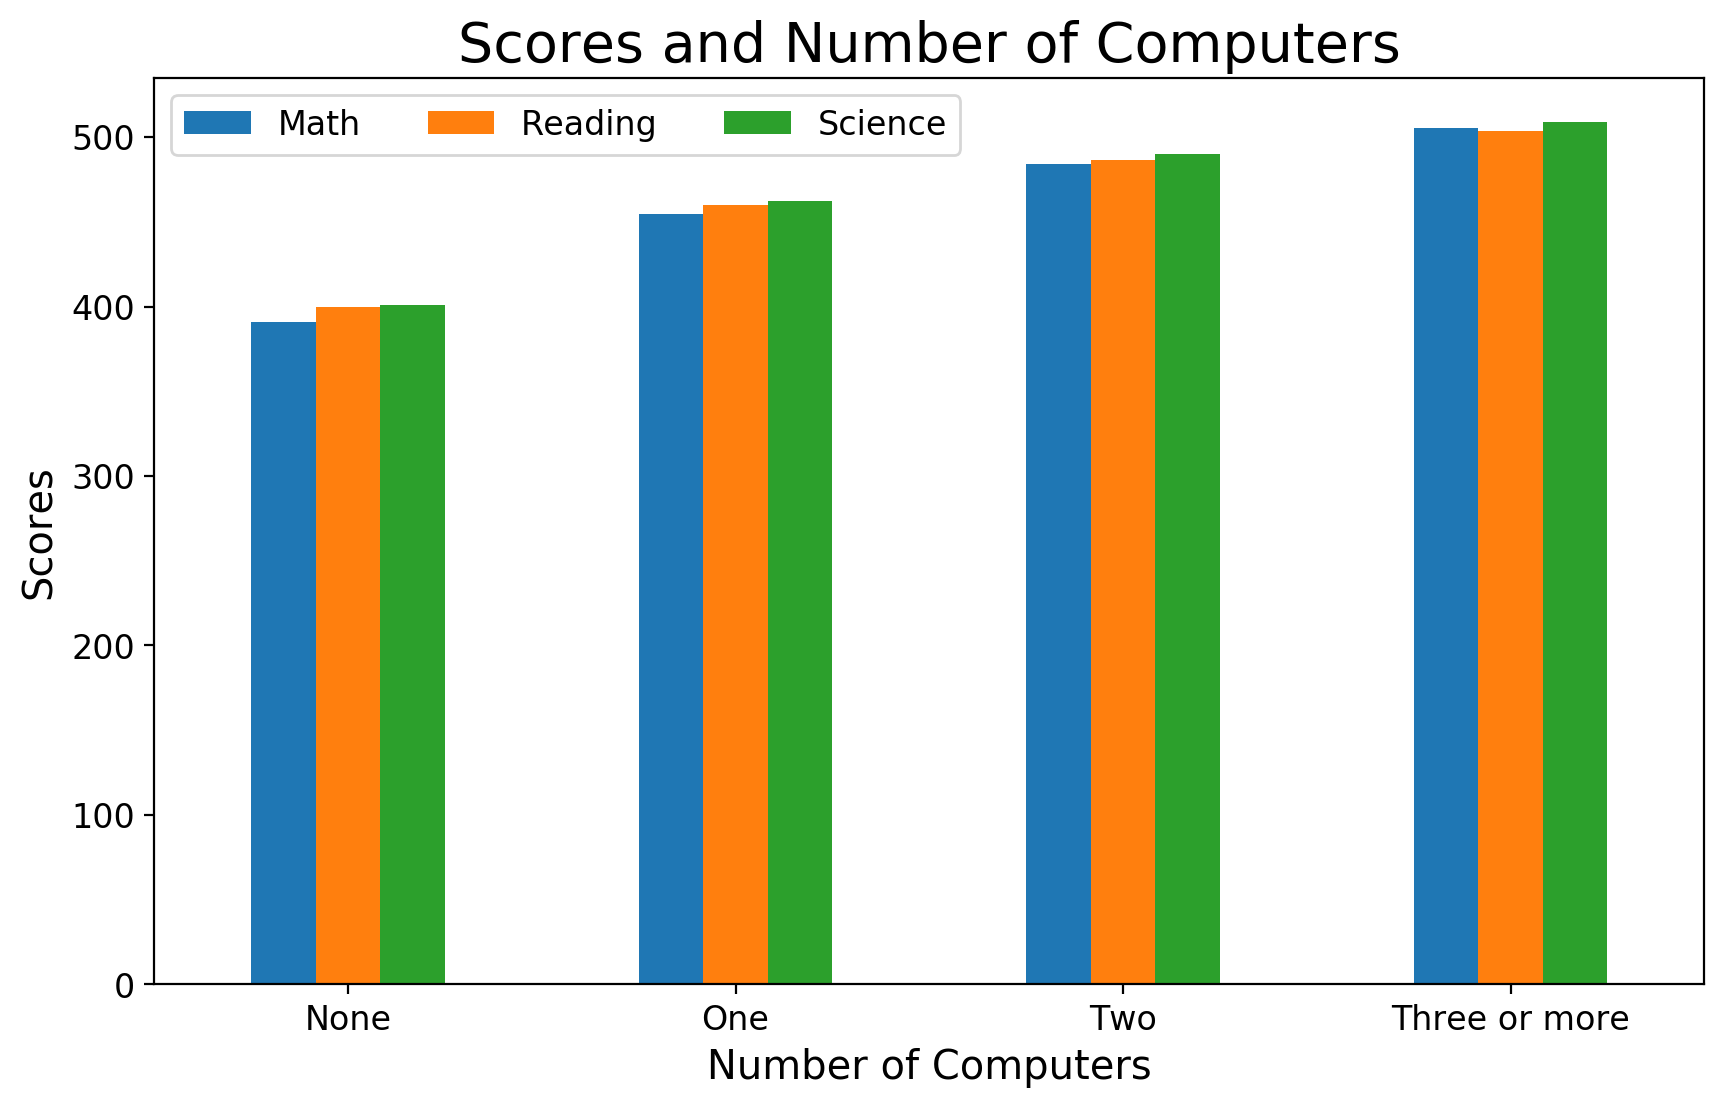 Scores and Number of Computers
Math Reading Science
500
400
300
200
100
0
Scores
None One Two Three or more
Number of Computers